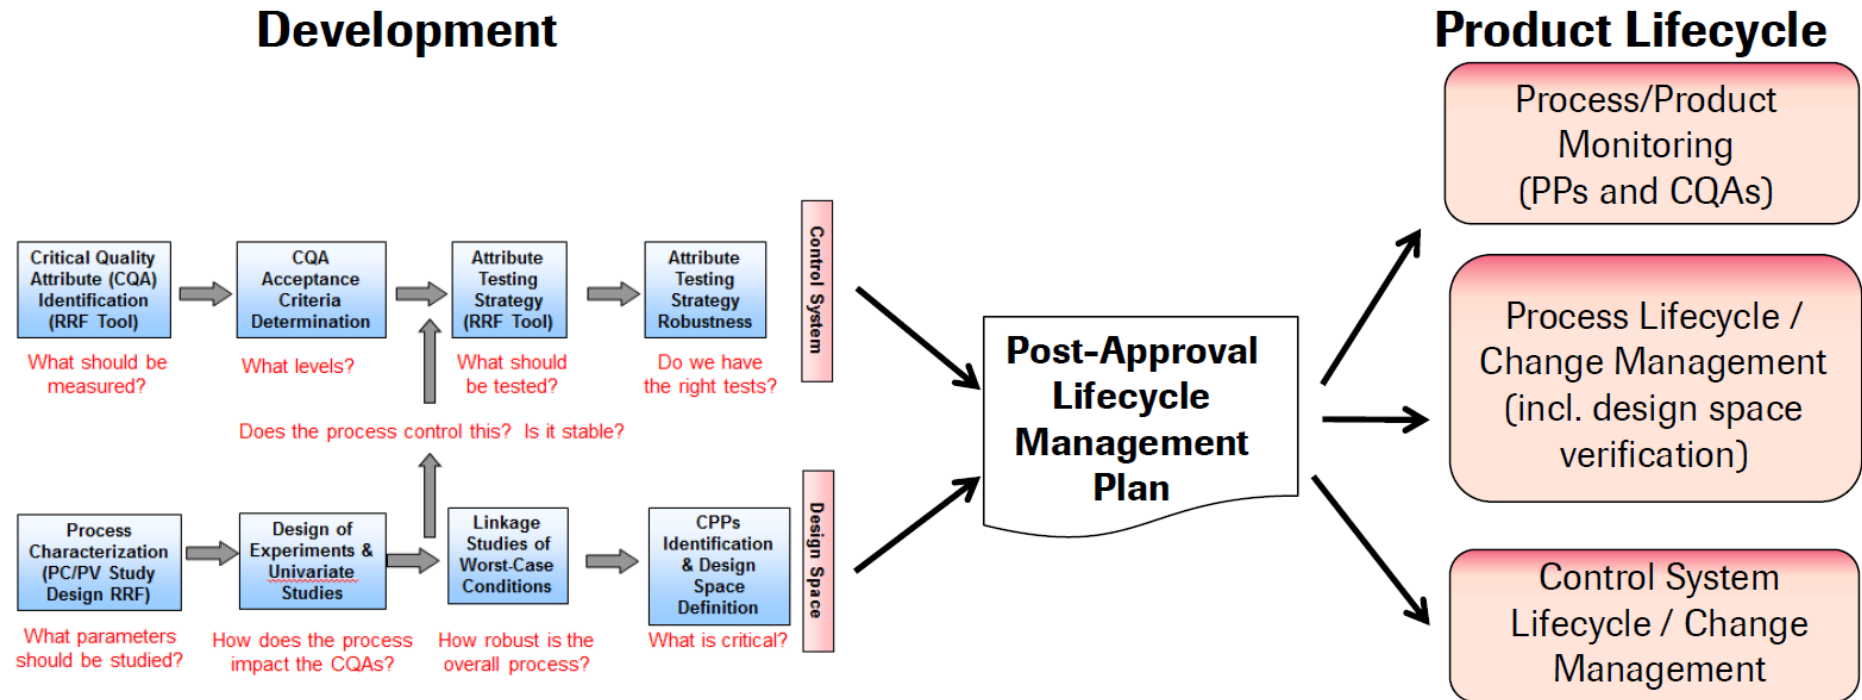 Development
Product Lifecycle
Critical Quality
Attribute (CQA)
Identification
(RRF Tool)
What should be
measured?
CQA
Acceptance
Criteria
Determination
What levels?
Attribute
Testing
Strategy
(RRF Tool)
What should
be tested?
Attribute
Testing
Strategy
Robustness
Do we have
the right tests?
Control System
Does the process control this?  Is it stable?
Process
Characterization
(PC/PV Study
Design RRF)
What parameters
should be studied?
Design of
Experiments &
Univariate
Studies
How does the process
impact the CQAs?
Linkage
Studies of
Worst-Case
Conditions
How robust is the
overall process?
CPPs
Identification
& Design
Space
Definition
What is critical?
Design Space
Post-Approval
Lifecycle
Management
Plan
Process/Product
Monitoring
(PPs and CQAs)
Process Lifecycle /
Change Management
(incl. design space
verification)
Control System
Lifecycle / Change
Management